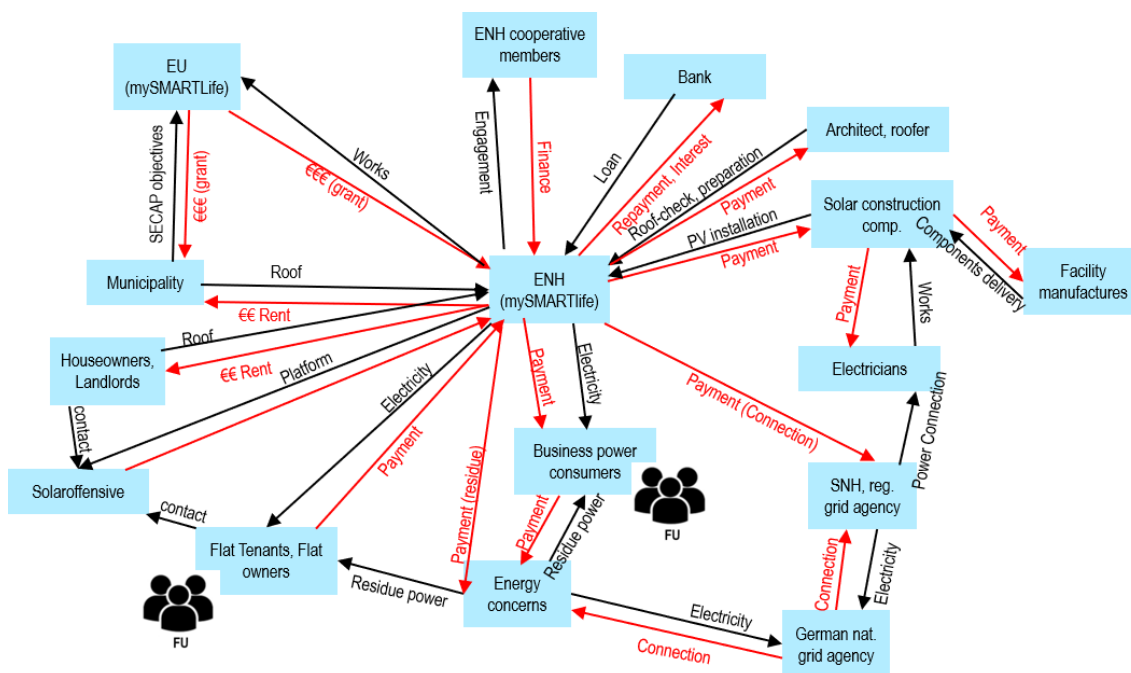 ENH cooperative
members
EU
(mySMARTLife)
Bank
Architect, roofer
Engagement
Finance
Loan
Repayment, Interest
Works
€€€ (grant)
SECAP objectives
€€€ (grant)
Roof-check, preparation
Payment
Solar construction
comp.
PV installation
Payment
Payment
Components delivery
Facility
manufactures
Municipality
Roof
€€ Rent
ENH
(mySMARTlife)
Payment
Works
Houseowners,
Landlords
Roof
€€ Rent
Platform
Electricity
Payment
Electricity
Payment (Connection)
Electricians
contact
Payment
Power Connection
Business power
consumers
FU
Solaroffensive
contact
Payment (residue)
Payment
Residue power
SNH, reg.
grid agency
Flat Tenants, Flat
owners
FU
Residue power
Energy
concerns
Electricity
Connection
Connection
Electricity
German nat.
grid agency